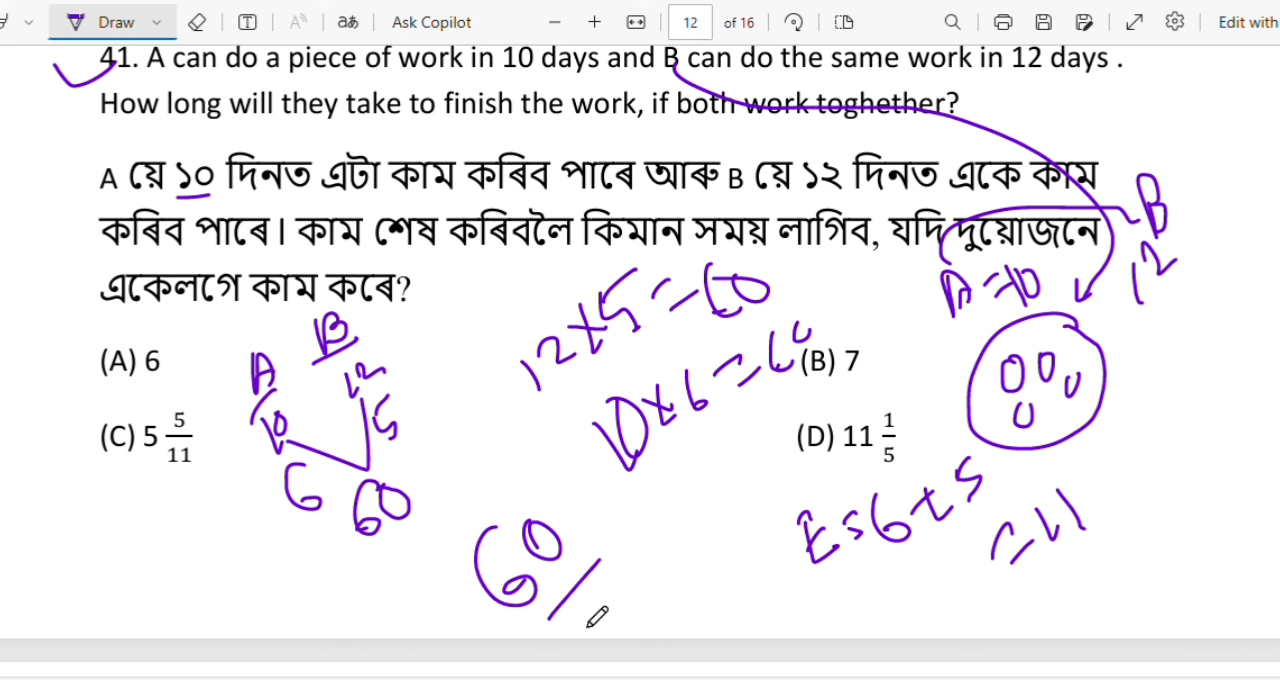 Draw
Ask Copilot
12 of 16
Edit with
41. A can do a piece of work in 10 days and B can do the same work in 12 days .
How long will they take to finish the work, if both work toghether?
A য়ে ১০ দিনত এটা কাম কৰিব পাৰে আৰু B য়ে ১২ দিনত একে কাম
কৰিব পাৰে। কাম শেষ কৰিবলৈ কিমান সময় লাগিব, যদি দুয়োজনে
একেলগে কাম কৰে?
B
12
A = 10
12 x 5 = 60
10 x 6 = 60
A B
10 12
6 5
60
(A) 6 (B) 7
(C) 5 5/11 (D) 11 1/5
E = 6 + 5
= 11
60/